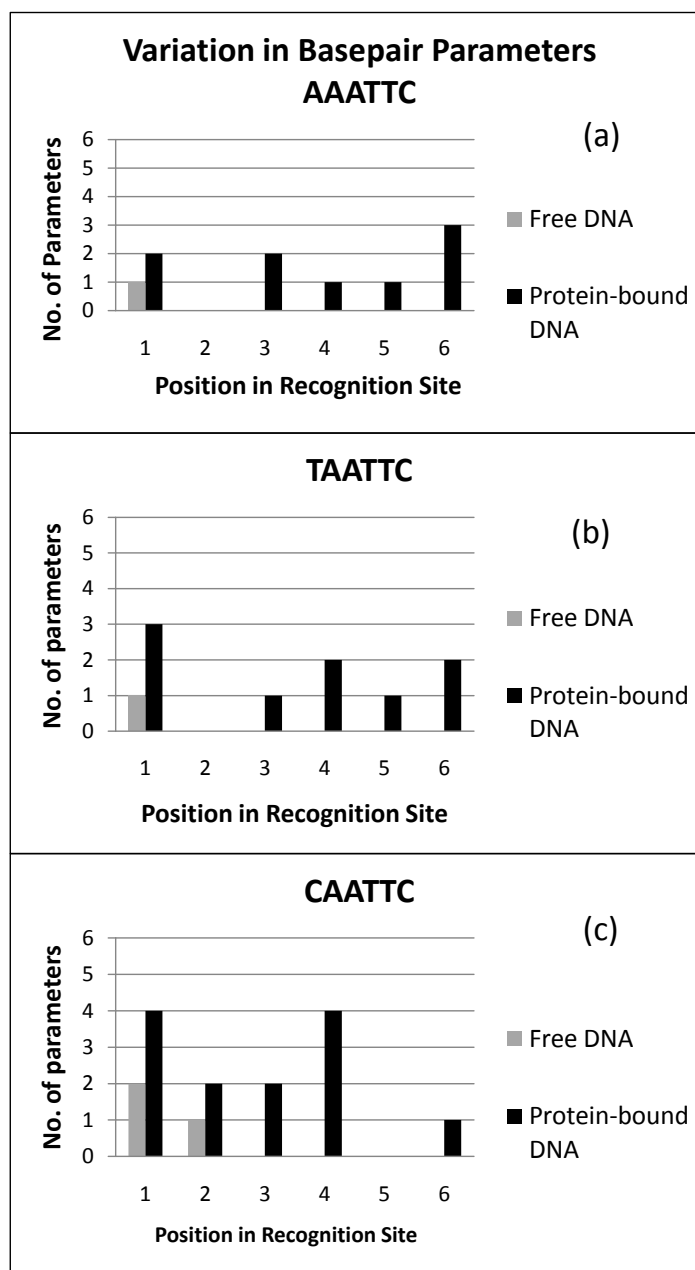 Variation in Basepair Parameters
AAATTC
(a)
No. of Parameters
6
5
4
3
2
1
0
1 2 3 4 5 6
Position in Recognition Site
Free DNA
Protein-bound
DNA
TAATTC
(b)
No. of parameters
6
5
4
3
2
1
0
1 2 3 4 5 6
Position in Recognition Site
Free DNA
Protein-bound
DNA
CAATTC
(c)
No. of parameters
6
5
4
3
2
1
0
1 2 3 4 5 6
Position in Recognition Site
Free DNA
Protein-bound
DNA